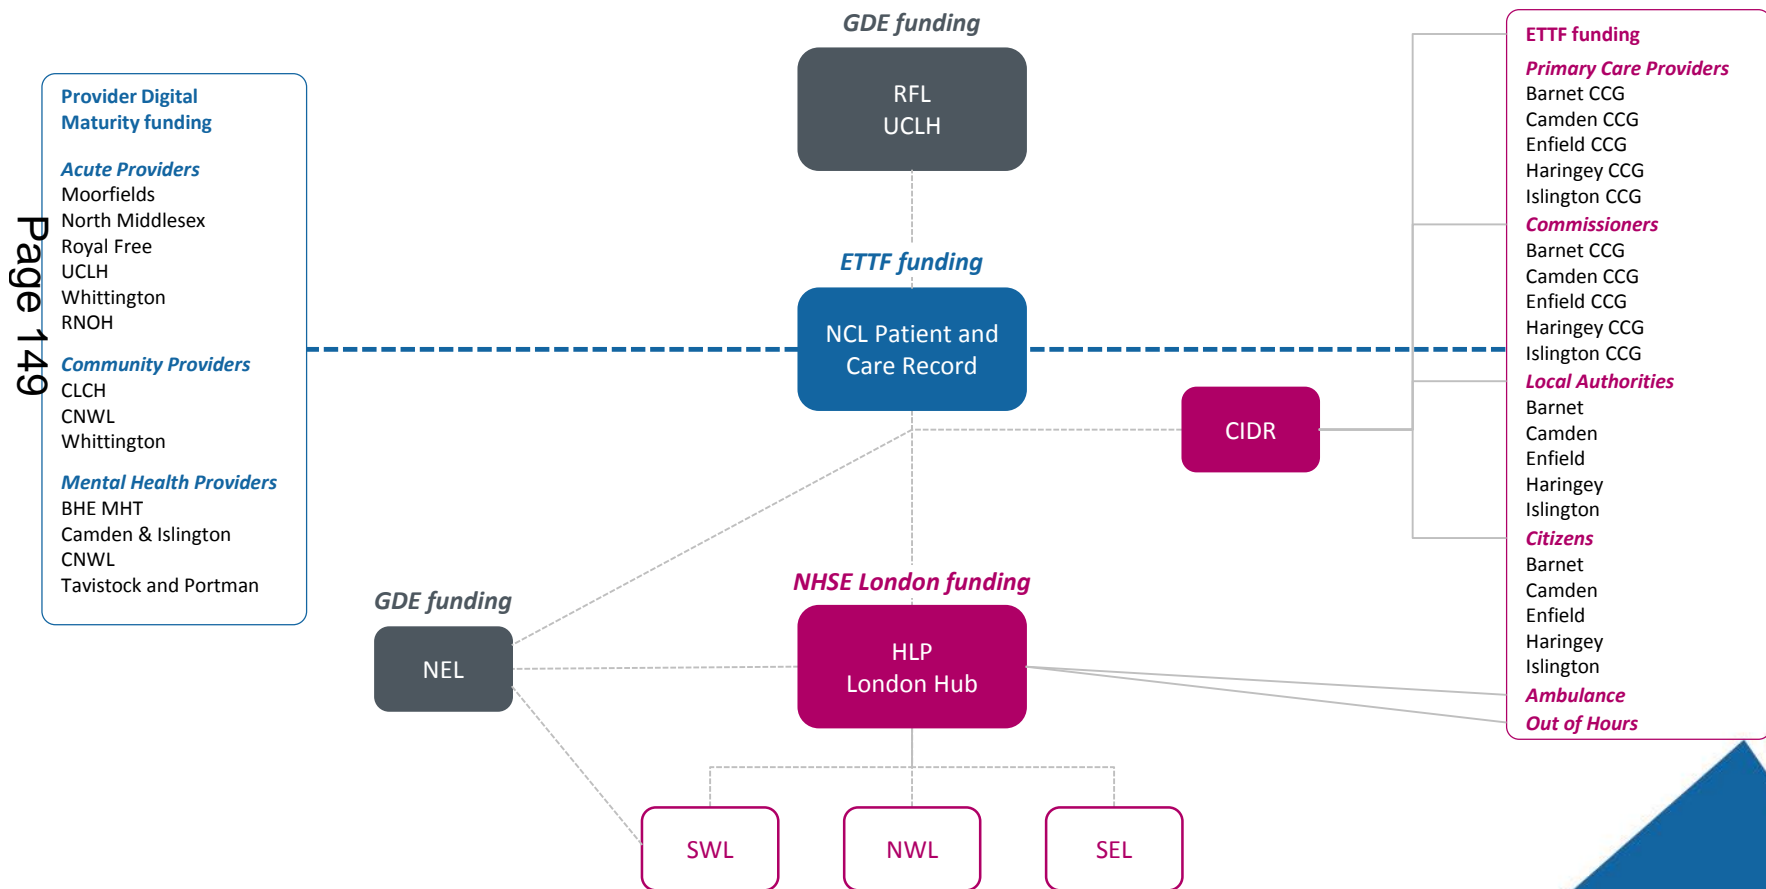 Page 149
Provider Digital
Maturity funding
Acute Providers
Moorfields
North Middlesex
Royal Free
UCLH
Whittington
RNOH
Community Providers
CLCH
CNWL
Whittington
Mental Health Providers
BHE MHT
Camden & Islington
CNWL
Tavistock and Portman
GDE funding
RFL
UCLH
ETTF funding
NCL Patient and
Care Record
CIDR
GDE funding
NEL
NHSE London funding
HLP
London Hub
SWL
NWL
SEL
ETTF funding
Primary Care Providers
Barnet CCG
Camden CCG
Enfield CCG
Haringey CCG
Islington CCG
Commissioners
Barnet CCG
Camden CCG
Enfield CCG
Haringey CCG
Islington CCG
Local Authorities
Barnet
Camden
Enfield
Haringey
Islington
Citizens
Barnet
Camden
Enfield
Haringey
Islington
Ambulance
Out of Hours